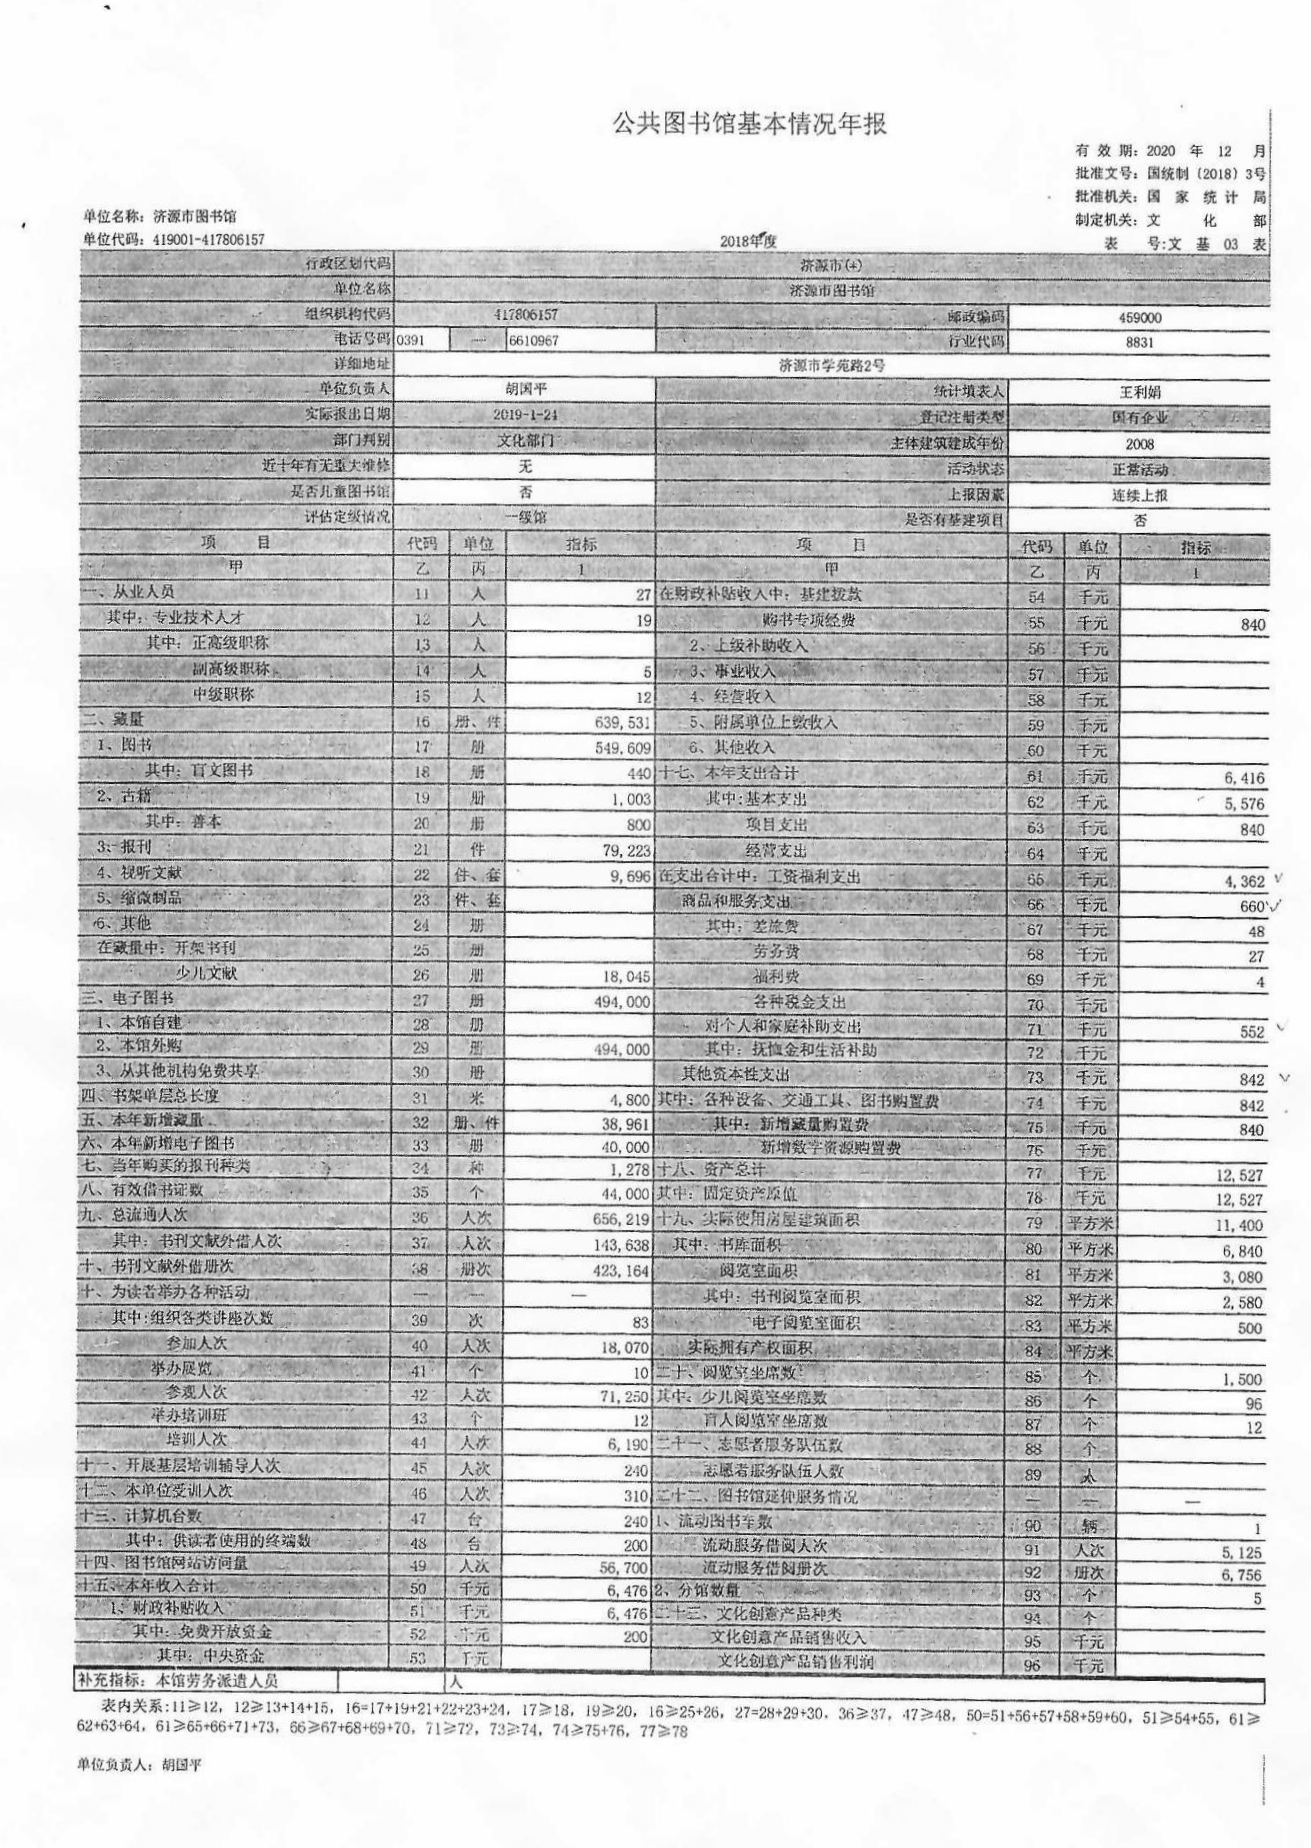 公共图书馆基本情况年报
有 效 期: 2020 年 12 月
批准文号: 国统制(2018)3号
批准机关: 国 家 统 计 局
单位名称: 济源市图书馆
制定机关: 文 化 部
单位代码: 419001-417806157
2018年度
表 号:文 基 03 表
行政区划代码 济源市(*)
单位名称 济源市图书馆
组织机构代码 417806157 邮政编码 459000
电话号码 0391 — 6610967 行业代码 8831
详细地址 济源市学苑路2号
单位负责人 胡国平 统计填表人 王利娟
实际报出日期 2019-1-24 登记注册类型 国有企业
部门判别 文化部门 主体建筑建成年份 2008
近十年有无重大维修 无 活动状态 正常活动
是否儿童图书馆 否 上报因素 连续上报
评估定级情况 一级馆 是否有基建项目 否
项 目 代码 单位 指标 项 目 代码 单位 指标
甲 乙 丙 1 甲 乙 丙 1
一、从业人员 11 人 27 在财政补贴收入中: 基建拨款 54 千元
其中: 专业技术人才 12 人 19 购书专项经费 55 千元 840
其中: 正高级职称 13 人 2、上级补助收入 56 千元
副高级职称 14 人 5 3、事业收入 57 千元
中级职称 15 人 12 4、经营收入 58 千元
二、藏量 16 册、件 639,531 5、附属单位上缴收入 59 千元
1、图书 17 册 549,609 6、其他收入 60 千元
其中: 盲文图书 18 册 440 十七、本年支出合计 61 千元 6,416
2、古籍 19 册 1,003 其中:基本支出 62 千元 5,576
其中: 善本 20 册 800 项目支出 63 千元 840
3、报刊 21 件 79,223 经营支出 64 千元
4、视听文献 22 件、套 9,696 在支出合计中: 工资福利支出 65 千元 4,362
5、缩微制品 23 件、套 商品和服务支出 66 千元 660
6、其他 24 册 其中: 差旅费 67 千元 48
在藏量中: 开架书刊 25 册 劳务费 68 千元 27
少儿文献 26 册 18,045 福利费 69 千元 4
三、电子图书 27 册 494,000 各种税金支出 70 千元
1、本馆自建 28 册 对个人和家庭补助支出 71 千元 552
2、本馆外购 29 册 494,000 其中: 抚恤金和生活补助 72 千元
3、从其他机构免费共享 30 册 其他资本性支出 73 千元 842
四、书架单层总长度 31 米 4,800 其中: 各种设备、交通工具、图书购置费 74 千元 842
五、本年新增藏量 32 册、件 38,961 其中: 新增藏量购置费 75 千元 840
六、本年新增电子图书 33 册 40,000 新增数字资源购置费 76 千元
七、当年购买的报刊种类 34 种 1,278 十八、资产总计 77 千元 12,527
八、有效借书证数 35 个 44,000 其中: 固定资产原值 78 千元 12,527
九、总流通人次 36 人次 656,219 十九、实际使用房屋建筑面积 79 平方米 11,400
其中: 书刊文献外借人次 37 人次 143,638 其中: 书库面积 80 平方米 6,840
十、书刊文献外借册次 38 册次 423,164 阅览室面积 81 平方米 3,080
十、为读者举办各种活动 — — — 其中: 书刊阅览室面积 82 平方米 2,580
其中:组织各类讲座次数 39 次 83 电子阅览室面积 83 平方米 500
参加人次 40 人次 18,070 实际拥有产权面积 84 平方米
举办展览 41 个 10 二十、阅览室坐席数 85 个 1,500
参观人次 42 人次 71,250 其中: 少儿阅览室坐席数 86 个 96
举办培训班 43 个 12 盲人阅览室坐席数 87 个 12
培训人次 44 人次 6,190 二十一、志愿者服务队伍数 88 个
十一、开展基层培训辅导人次 45 人次 240 志愿者服务队伍人数 89 人
十二、本单位受训人次 46 人次 310 二十二、图书馆延伸服务情况 — — —
十三、计算机台数 47 台 240 1、流动图书车数 90 辆 1
其中: 供读者使用的终端数 48 台 200 流动服务借阅人次 91 人次 5,125
十四、图书馆网站访问量 49 人次 56,700 流动服务借阅册次 92 册次 6,756
十五、本年收入合计 50 千元 6,476 2、分馆数量 93 个 5
1、财政补贴收入 51 千元 6,476 二十三、文化创意产品种类 94 个
其中: 免费开放资金 52 千元 200 文化创意产品销售收入 95 千元
其中: 中央资金 53 千元 文化创意产品销售利润 96 千元
补充指标: 本馆劳务派遣人员 人
表内关系:11≥12, 12≥13+14+15, 16=17+19+21+22+23+24, 17≥18, 19≥20, 16≥25+26, 27=28+29+30, 36≥37, 47≥48, 50=51+56+57+58+59+60, 51≥54+55, 61≥
62+63+64, 61≥65+66+71+73, 66≥67+68+69+70, 71≥72, 73≥74, 74≥75+76, 77≥78
单位负责人: 胡国平